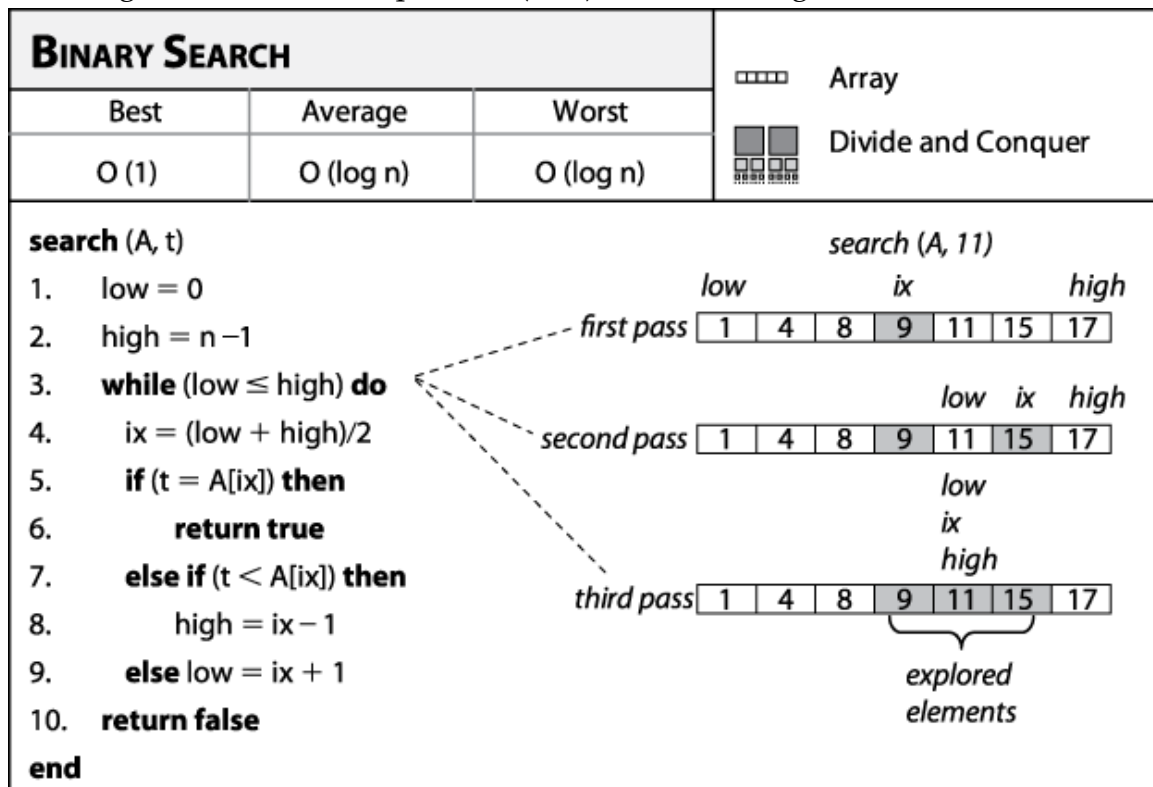 BINARY SEARCH
Best Average Worst
O (1) O (log n) O (log n)
Array
Divide and Conquer
search (A, t)
1. low = 0
2. high = n – 1
3. while (low ≤ high) do
4. ix = (low + high)/2
5. if (t = A[ix]) then
6. return true
7. else if (t < A[ix]) then
8. high = ix – 1
9. else low = ix + 1
10. return false
end
search (A, 11)
low ix high
first pass 1 4 8 9 11 15 17
low ix high
second pass 1 4 8 9 11 15 17
low
ix
high
third pass 1 4 8 9 11 15 17
explored
elements